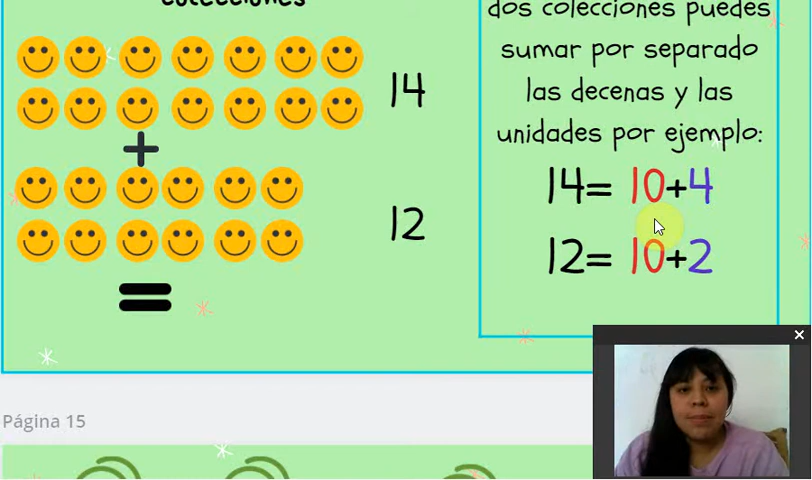 colecciones
14
+
12
=
dos colecciones puedes
sumar por separado
las decenas y las
unidades por ejemplo:
14= 10+4
12= 10+2
Página 15